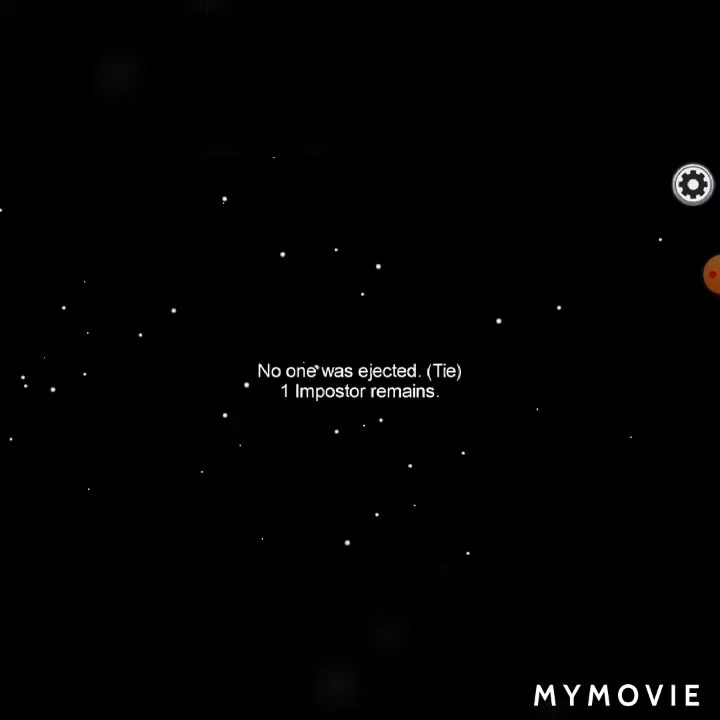 No one was ejected. (Tie)
1 Impostor remains.
MYMOVIE